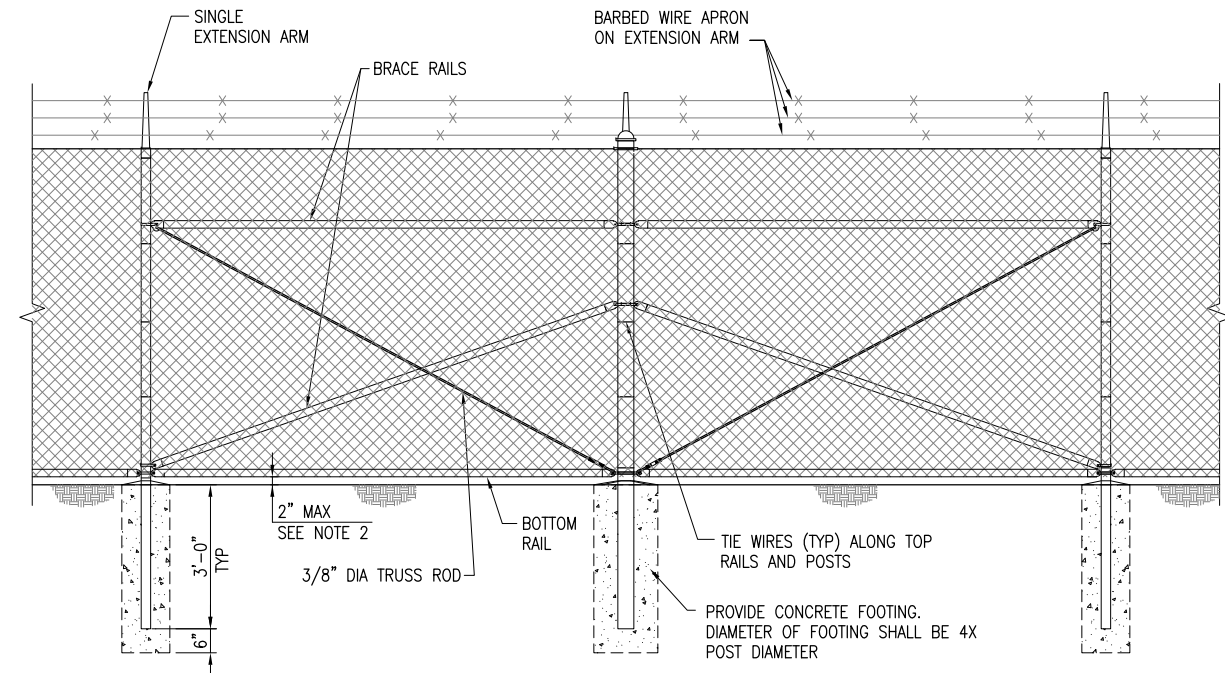 SINGLE
EXTENSION ARM
BARBED WIRE APRON
ON EXTENSION ARM
BRACE RAILS
2" MAX
SEE NOTE 2
3'-0"
TYP
6"
3/8" DIA TRUSS ROD
BOTTOM
RAIL
TIE WIRES (TYP) ALONG TOP
RAILS AND POSTS
PROVIDE CONCRETE FOOTING.
DIAMETER OF FOOTING SHALL BE 4X
POST DIAMETER